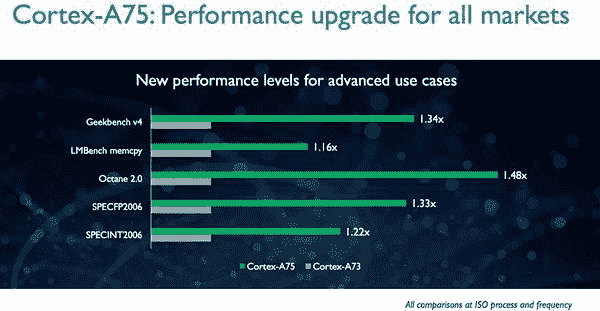 Cortex-A75: Performance upgrade for all markets
New performance levels for advanced use cases
Geekbench v4
1.34x
LMBench memcpy
1.16x
Octane 2.0
1.48x
SPECFP2006
1.33x
SPECINT2006
1.22x
Cortex-A75 Cortex-A73
All comparisons at ISO process and frequency